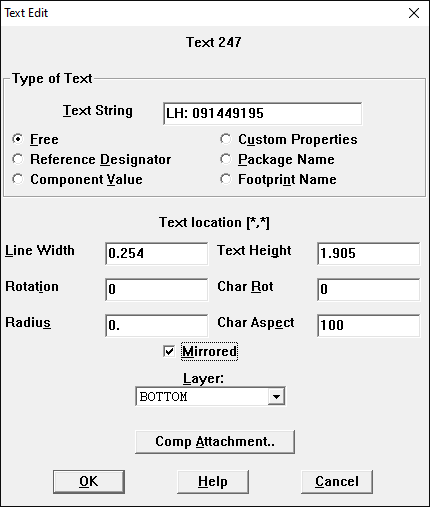 Text Edit
Text 247
Type of Text
Text String LH: 091449195
Free Custom Properties
Reference Designator Package Name
Component Value Footprint Name
Text location [*,*]
Line Width 0.254 Text Height 1.905
Rotation 0 Char Rot 0
Radius 0. Char Aspect 100
Mirrored
Layer:
BOTTOM
Comp Attachment..
OK Help Cancel